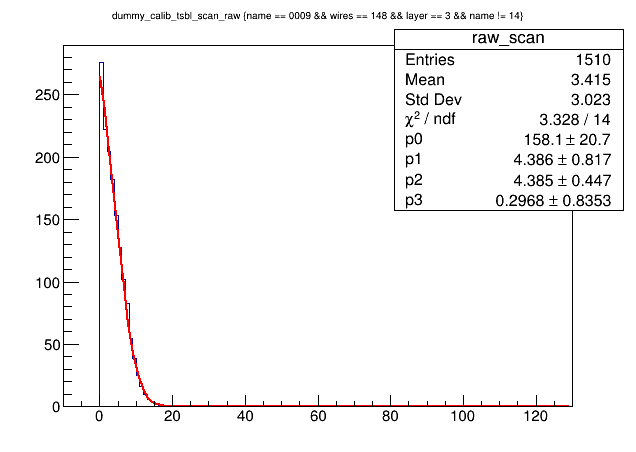 dummy_calib_tsbl_scan_raw {name == 0009 && wires == 148 && layer == 3 && name != 14}
raw_scan
Entries 1510
Mean 3.415
Std Dev 3.023
χ² / ndf 3.328 / 14
p0 158.1 ± 20.7
p1 4.386 ± 0.817
p2 4.385 ± 0.447
p3 0.2968 ± 0.8353
250
200
150
100
50
0
0 20 40 60 80 100 120